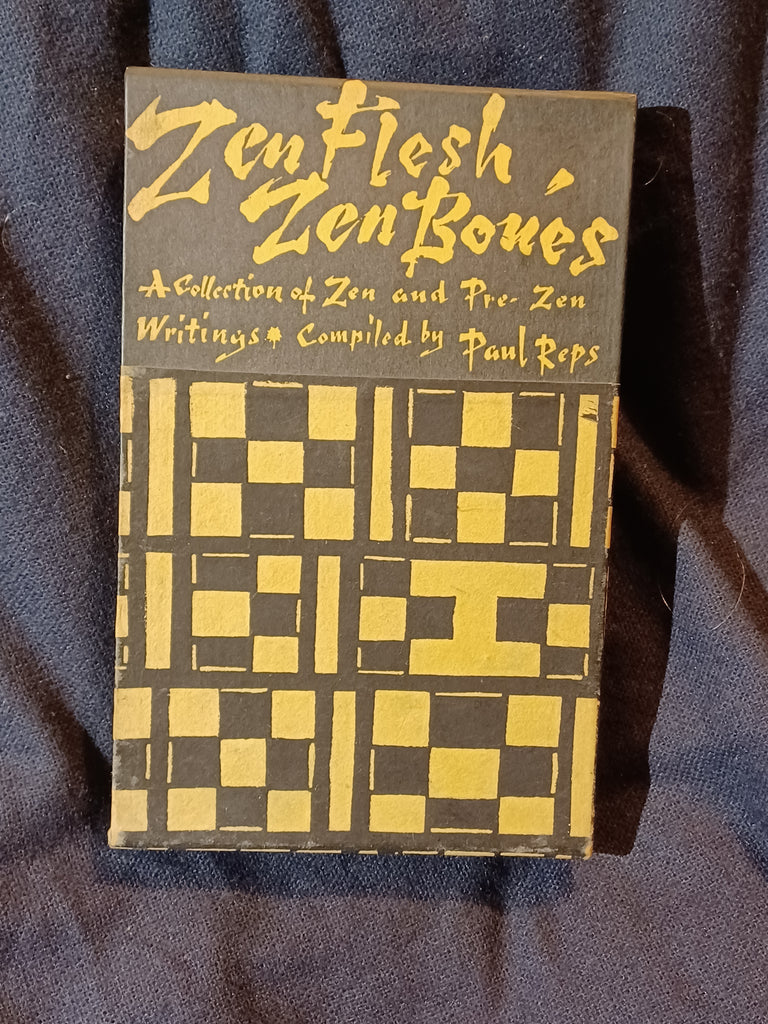 Zen Flesh,
Zen Bones
A Collection of Zen and Pre-Zen
Writings * Compiled by Paul Reps